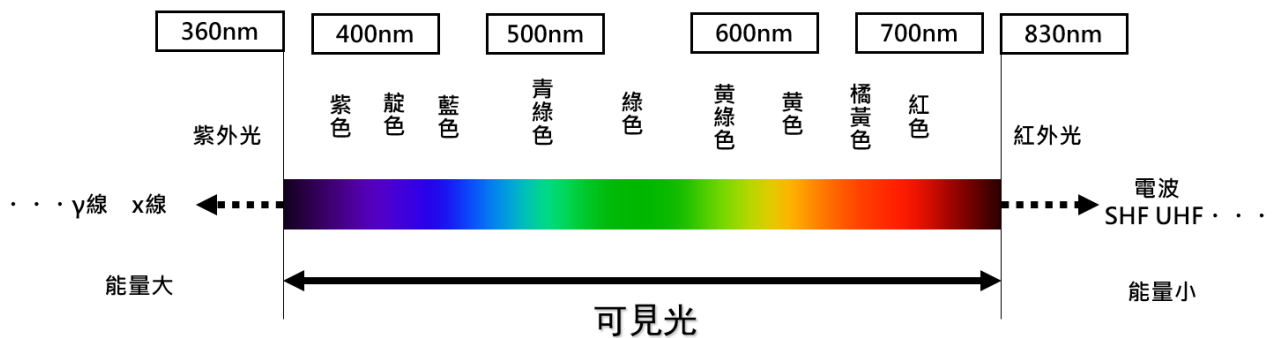 360nm
400nm
500nm
600nm
700nm
830nm
紫色
靛色
藍色
青綠色
綠色
黄綠色
黄色
橘黃色
紅色
紫外光
紅外光
···γ線 x線
電波
SHF UHF···
能量大
能量小
可見光